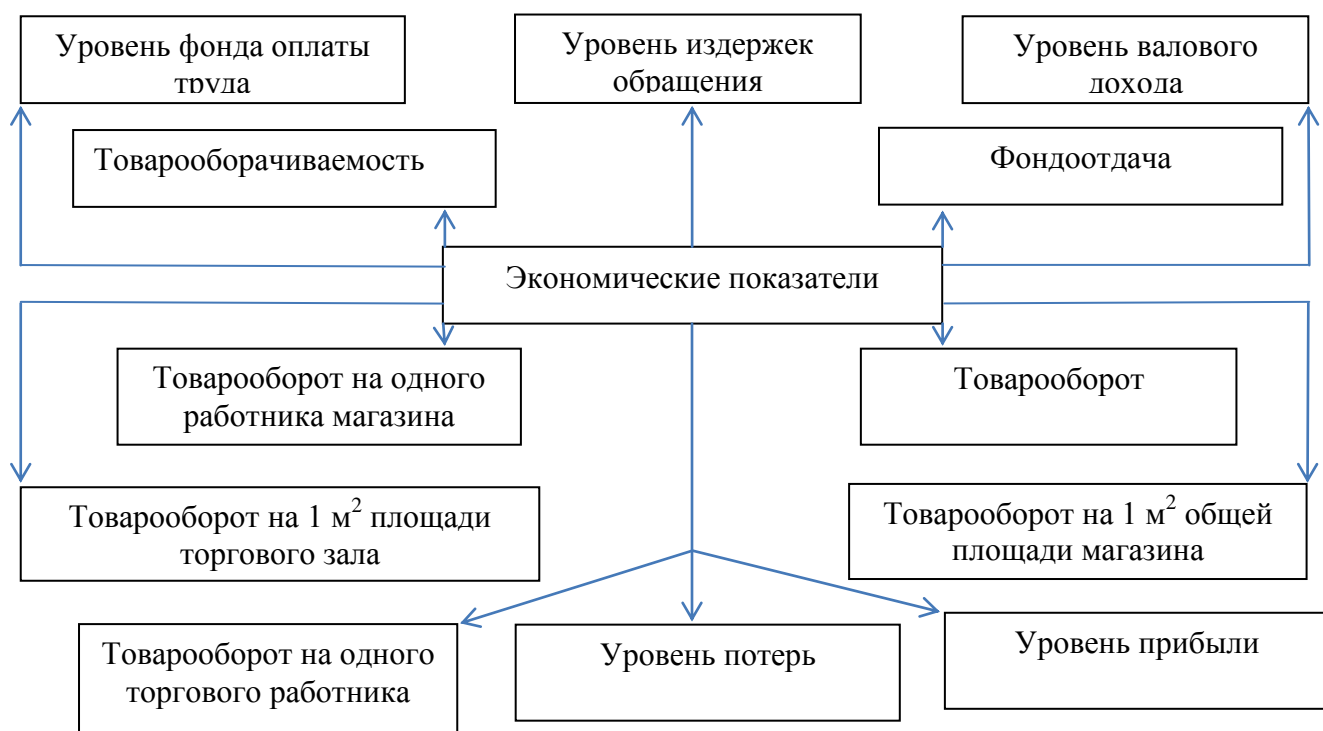 Уровень фонда оплаты
труда
Уровень издержек
обращения
Уровень валового
дохода
Товарооборачиваемость
Фондоотдача
Экономические показатели
Товарооборот на одного
работника магазина
Товарооборот
Товарооборот на 1 м² площади
торгового зала
Товарооборот на 1 м² общей
площади магазина
Товарооборот на одного
торгового работника
Уровень потерь
Уровень прибыли